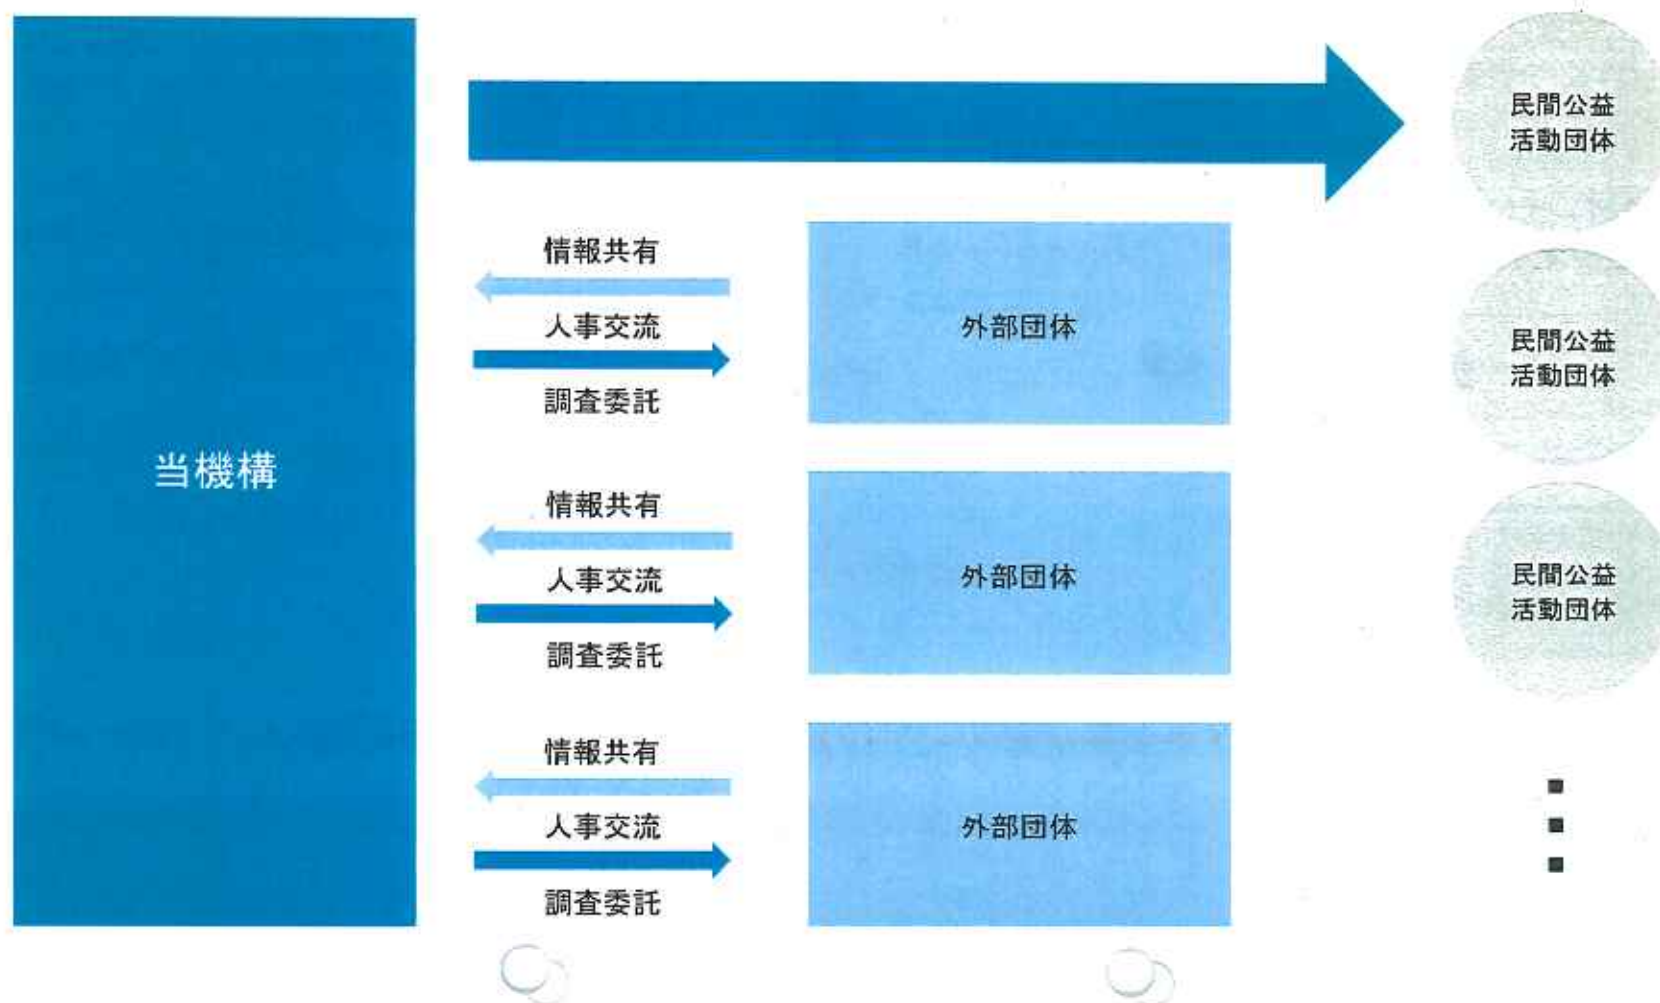 当機構
民間公益
活動団体
情報共有
人事交流
調査委託
外部団体
民間公益
活動団体
情報共有
人事交流
調査委託
外部団体
民間公益
活動団体
情報共有
人事交流
調査委託
外部団体